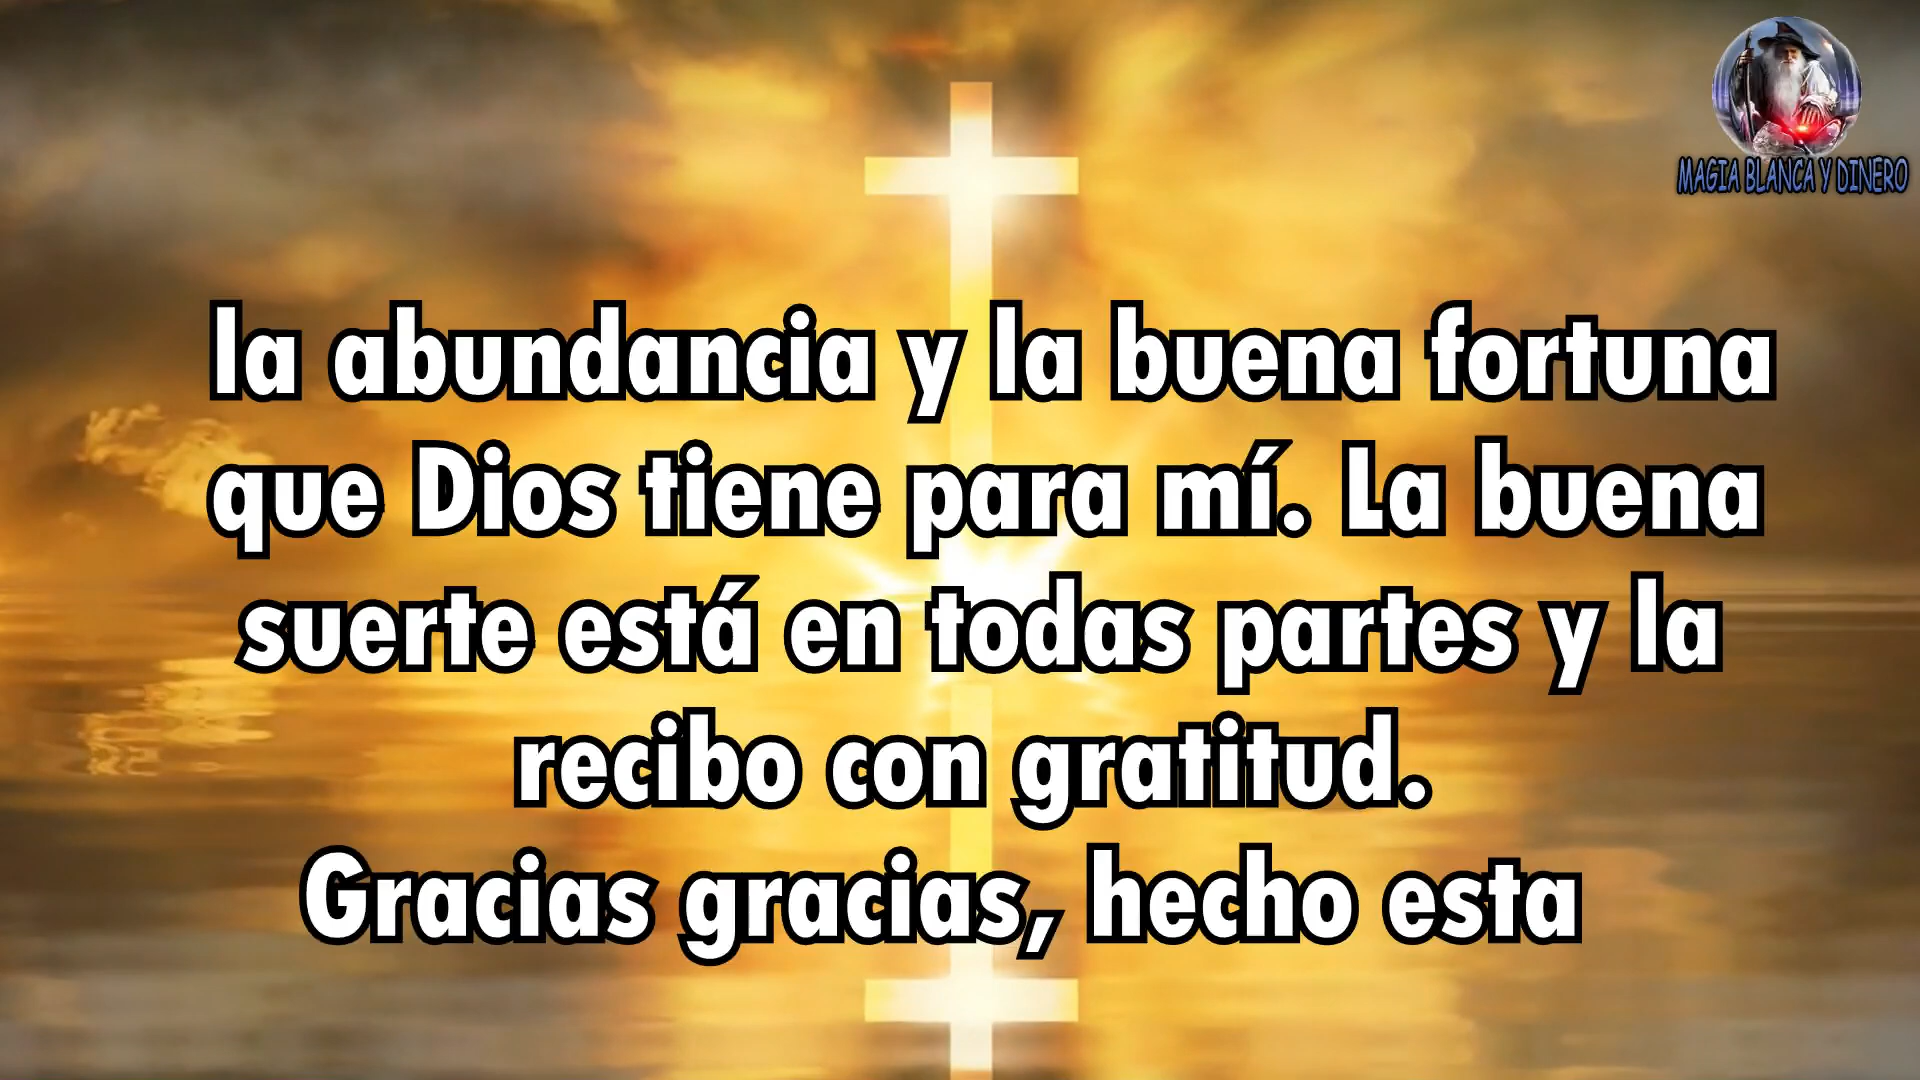 MAGIA BLANCA Y DINERO
la abundancia y la buena fortuna
que Dios tiene para mí. La buena
suerte está en todas partes y la
recibo con gratitud.
Gracias gracias, hecho esta